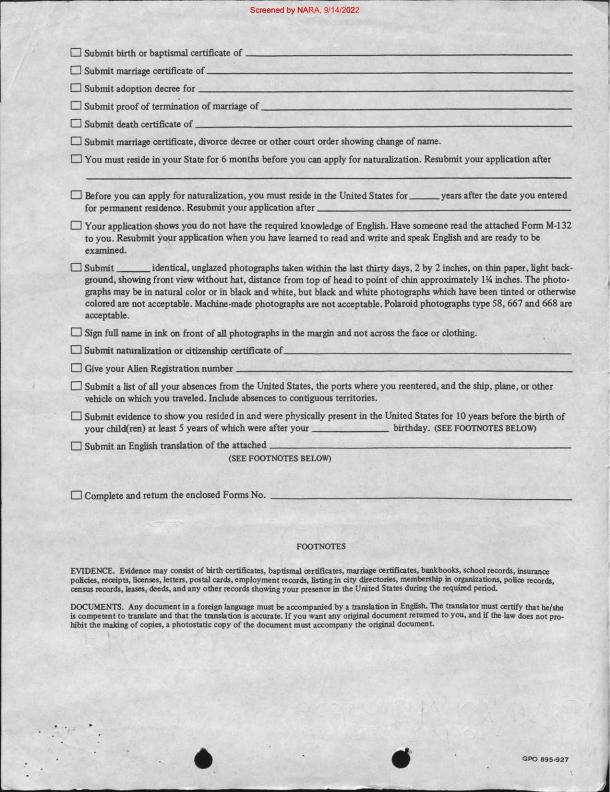 Screened by NARA, 9/14/2022
☐ Submit birth or baptismal certificate of
☐ Submit marriage certificate of
☐ Submit adoption decree for
☐ Submit proof of termination of marriage of
☐ Submit death certificate of
☐ Submit marriage certificate, divorce decree or other court order showing change of name.
☐ You must reside in your State for 6 months before you can apply for naturalization. Resubmit your application after
☐ Before you can apply for naturalization, you must reside in the United States for ______ years after the date you entered
for permanent residence. Resubmit your application after
☐ Your application shows you do not have the required knowledge of English. Have someone read the attached Form M-132
to you. Resubmit your application when you have learned to read and write and speak English and are ready to be
examined.
☐ Submit ______ identical, unglazed photographs taken within the last thirty days, 2 by 2 inches, on thin paper, light back-
ground, showing front view without hat, distance from top of head to point of chin approximately 1¼ inches. The photo-
graphs may be in natural color or in black and white, but black and white photographs which have been tinted or otherwise
colored are not acceptable. Machine-made photographs are not acceptable. Polaroid photographs type 58, 667 and 668 are
acceptable.
☐ Sign full name in ink on front of all photographs in the margin and not across the face or clothing.
☐ Submit naturalization or citizenship certificate of
☐ Give your Alien Registration number
☐ Submit a list of all your absences from the United States, the ports where you reentered, and the ship, plane, or other
vehicle on which you traveled. Include absences to contiguous territories.
☐ Submit evidence to show you resided in and were physically present in the United States for 10 years before the birth of
your child(ren) at least 5 years of which were after your ______ birthday. (SEE FOOTNOTES BELOW)
☐ Submit an English translation of the attached
(SEE FOOTNOTES BELOW)
☐ Complete and return the enclosed Forms No.
FOOTNOTES
EVIDENCE. Evidence may consist of birth certificates, baptismal certificates, marriage certificates, bankbooks, school records, insurance
policies, receipts, licenses, letters, postal cards, employment records, listing in city directories, membership in organizations, police records,
census records, leases, deeds, and any other records showing your presence in the United States during the required period.
DOCUMENTS. Any document in a foreign language must be accompanied by a translation in English. The translator must certify that he/she
is competent to translate and that the translation is accurate. If you want any original document returned to you, and if the law does not pro-
hibit the making of copies, a photostatic copy of the document must accompany the original document.
GPO 895-927